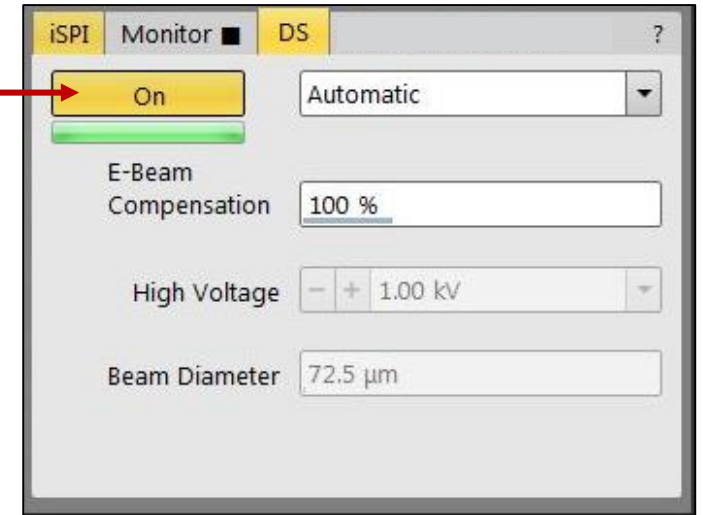 iSPI Monitor ■ DS ?
On Automatic
E-Beam
Compensation 100 %
High Voltage − + 1.00 kV
Beam Diameter 72.5 µm